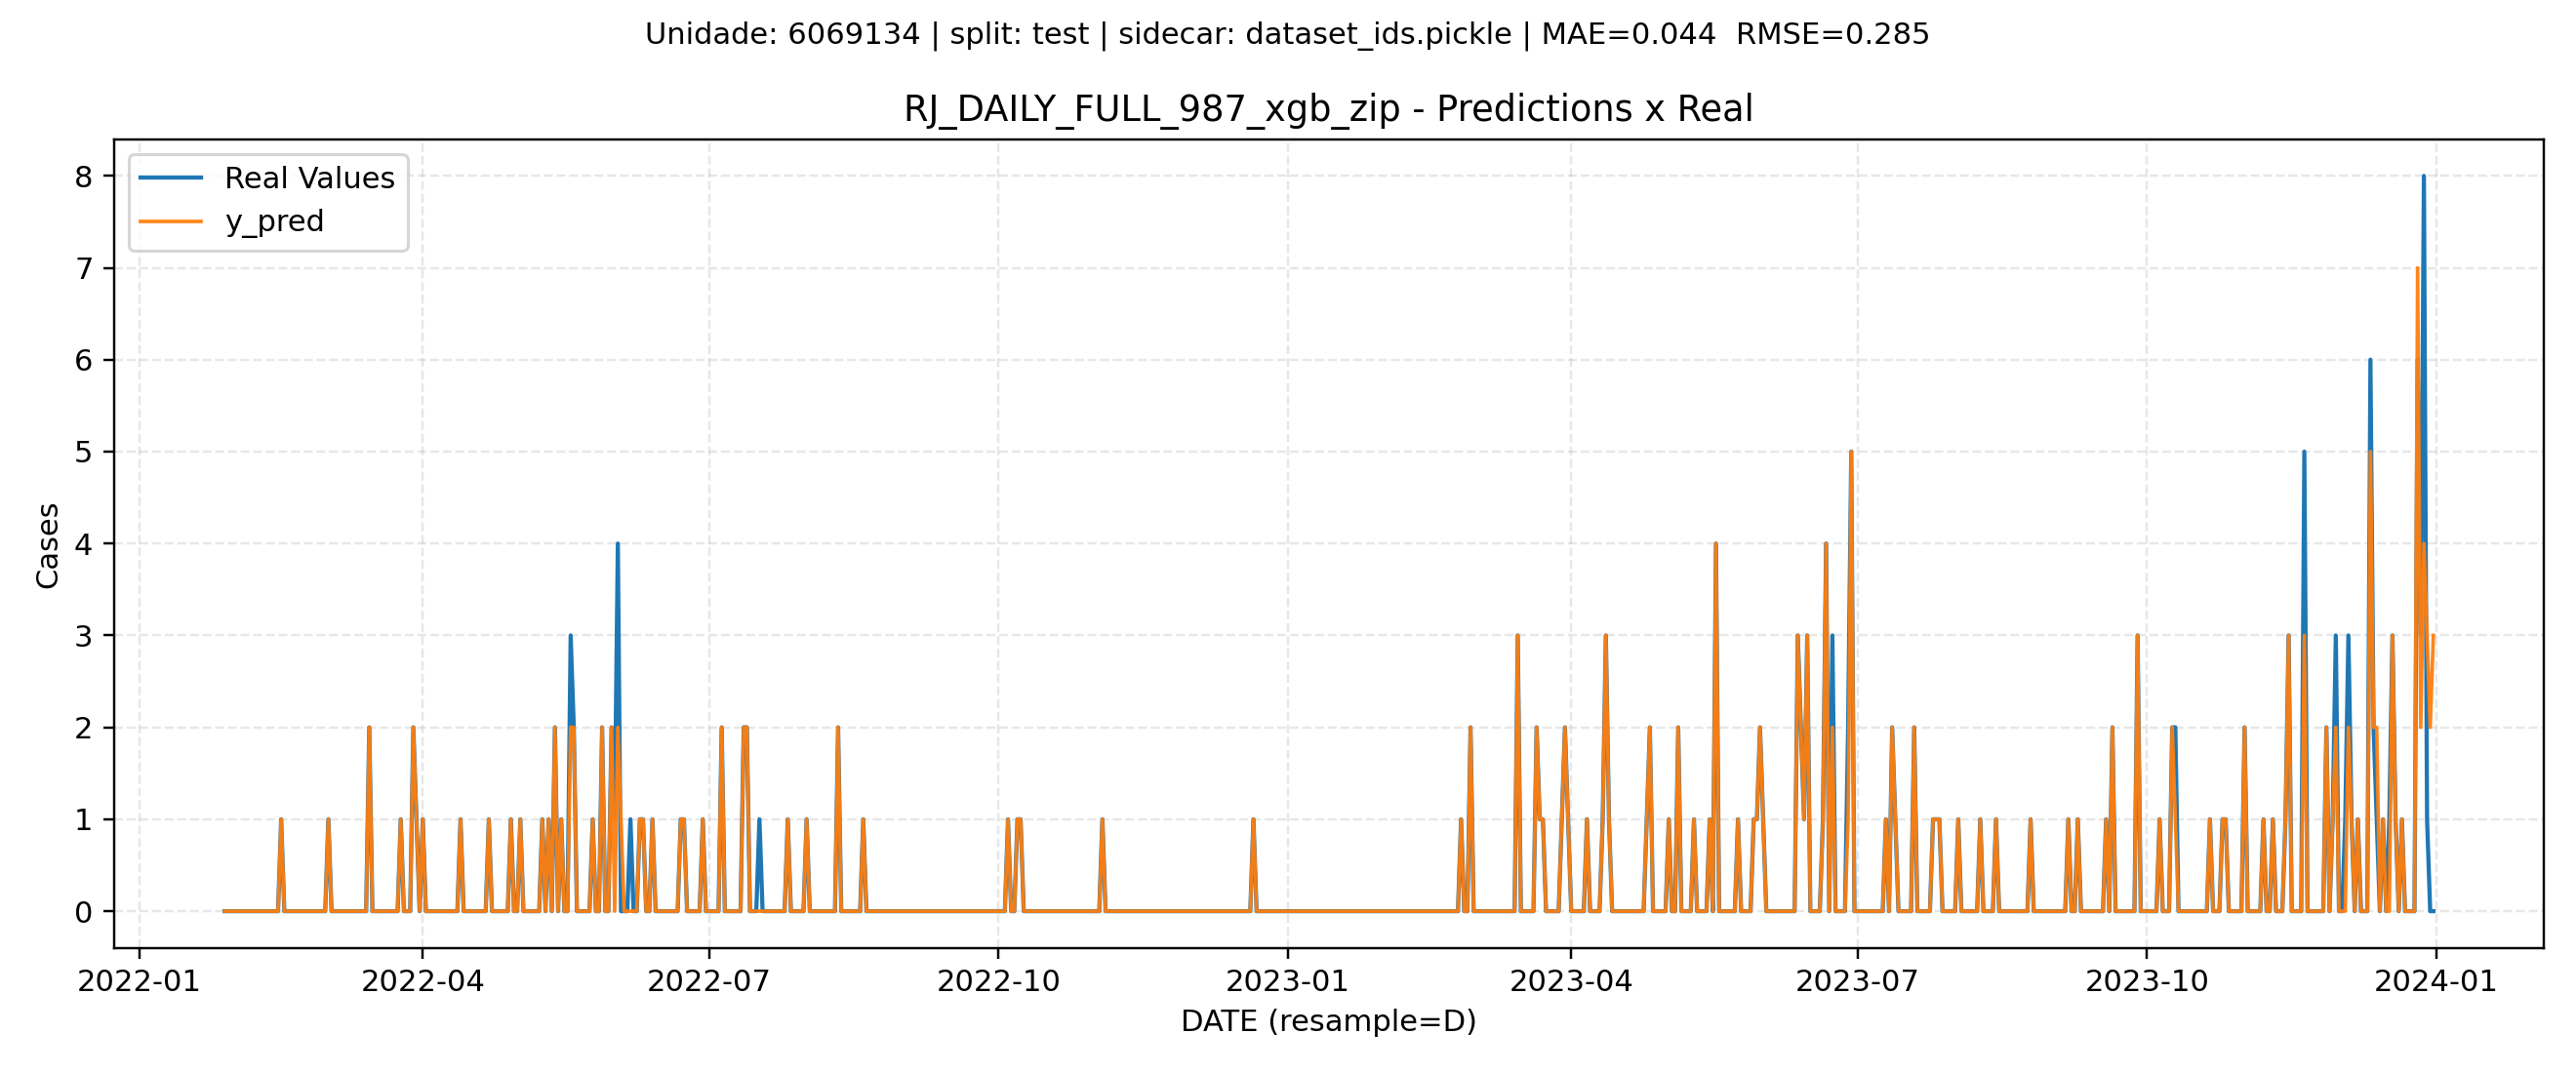 Unidade: 6069134 | split: test | sidecar: dataset_ids.pickle | MAE=0.044  RMSE=0.285
RJ_DAILY_FULL_987_xgb_zip - Predictions x Real
Real Values
y_pred
8
7
6
5
4
3
2
1
0
Cases
2022-01 2022-04 2022-07 2022-10 2023-01 2023-04 2023-07 2023-10 2024-01
DATE (resample=D)